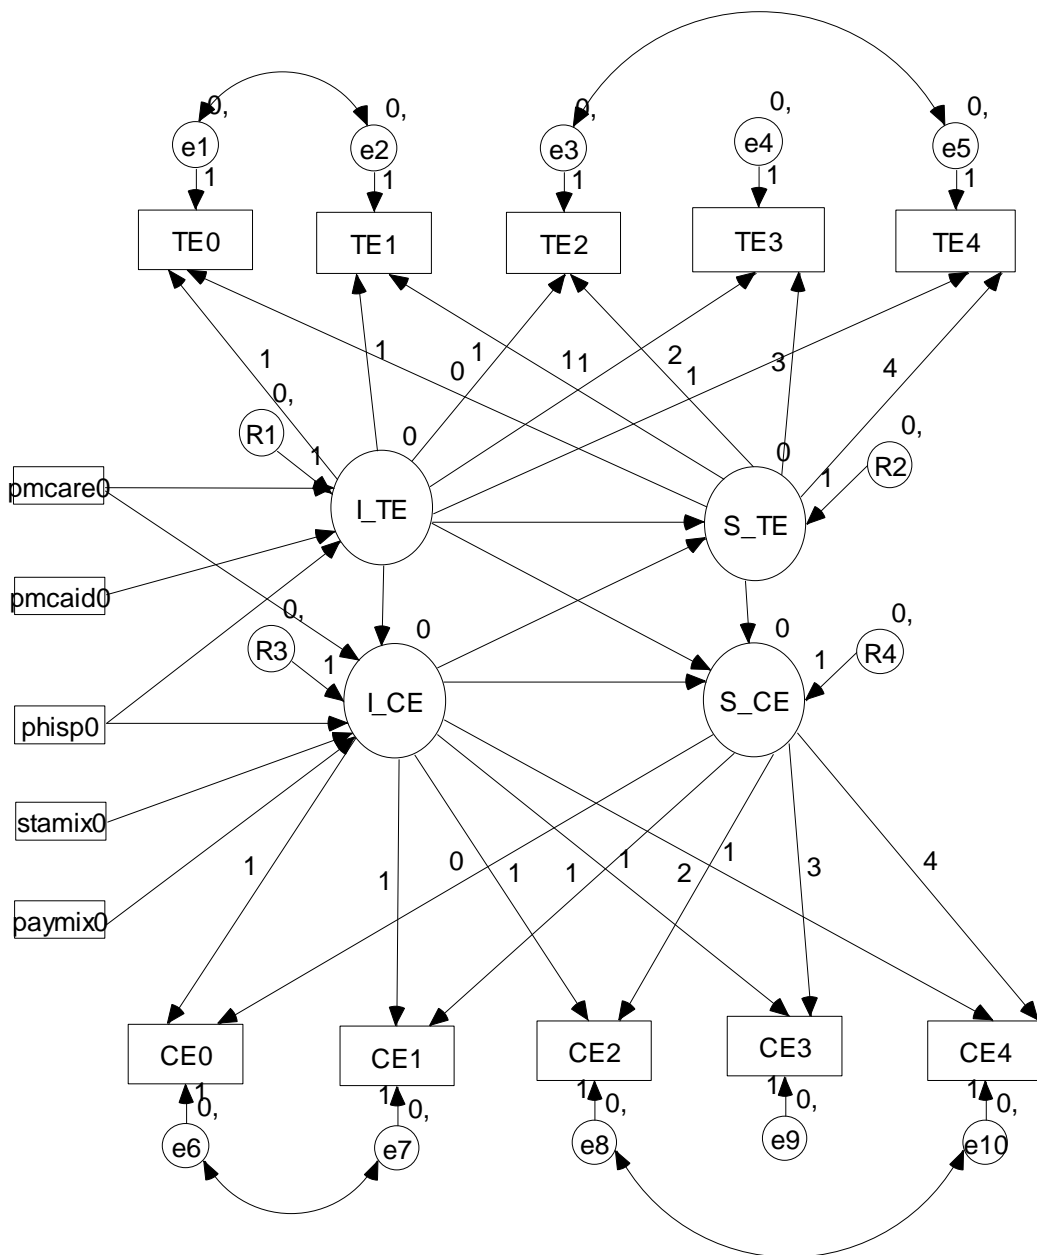 0, 0, 0, 0, 0,
e1 e2 e3 e4 e5
1 1 1 1 1
TE0 TE1 TE2 TE3 TE4
1 1 0 1 1 1 2 1 3 4
0, 0 0 0,
R1 1 I_TE S_TE 1 R2
pmcare0
pmcaid0
0, 0 0 0,
R3 1 I_CE S_CE 1 R4
phisp0
stamix0
paymix0
1 1 0 1 1 1 2 1 3 4
CE0 CE1 CE2 CE3 CE4
1 1 1 1 1
0, 0, 0, 0, 0,
e6 e7 e8 e9 e10